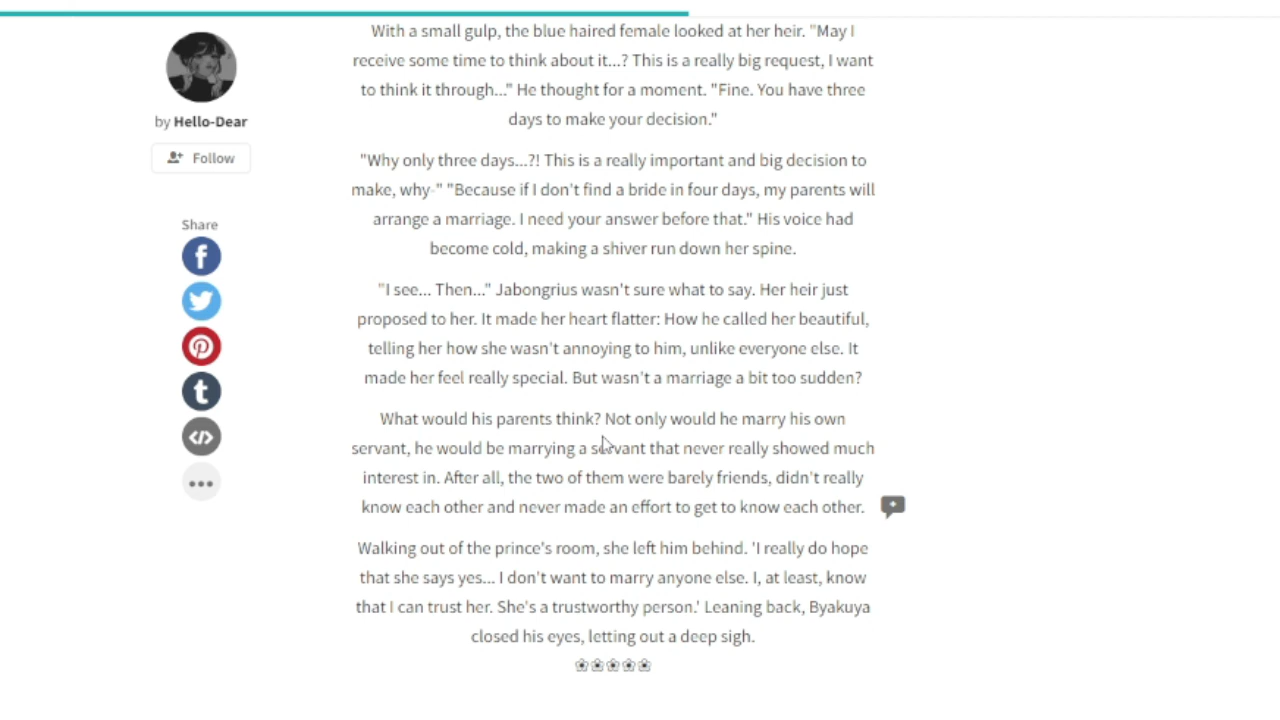 With a small gulp, the blue haired female looked at her heir. "May I
receive some time to think about it...? This is a really big request, I want
to think it through..." He thought for a moment. "Fine. You have three
days to make your decision."
by Hello-Dear
Follow
"Why only three days...?! This is a really important and big decision to
make, why-" "Because if I don't find a bride in four days, my parents will
arrange a marriage. I need your answer before that." His voice had
become cold, making a shiver run down her spine.
Share
"I see... Then..." Jabongrius wasn't sure what to say. Her heir just
proposed to her. It made her heart flatter: How he called her beautiful,
telling her how she wasn't annoying to him, unlike everyone else. It
made her feel really special. But wasn't a marriage a bit too sudden?
What would his parents think? Not only would he marry his own
servant, he would be marrying a servant that never really showed much
interest in. After all, the two of them were barely friends, didn't really
know each other and never made an effort to get to know each other.
Walking out of the prince's room, she left him behind. 'I really do hope
that she says yes... I don't want to marry anyone else. I, at least, know
that I can trust her. She's a trustworthy person.' Leaning back, Byakuya
closed his eyes, letting out a deep sigh.